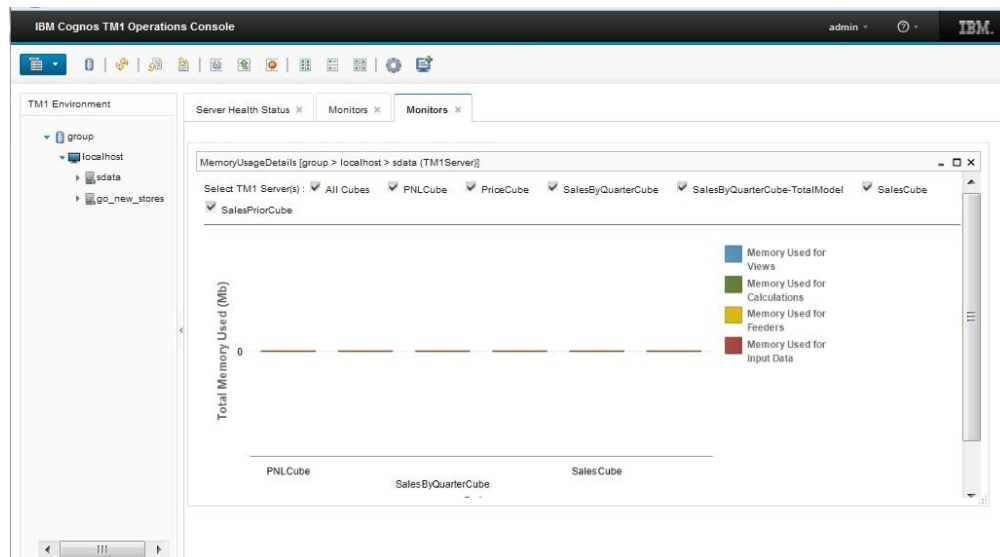 IBM Cognos TM1 Operations Console
admin
IBM.
TM1 Environment
group
localhost
sdata
go_new_stores
Server Health Status
Monitors
Monitors
MemoryUsageDetails [group > localhost > sdata (TM1Server)]
Select TM1 Server(s) : All Cubes PNLCube PriceCube SalesByQuarterCube SalesByQuarterCube-TotalModel SalesCube
SalesPriorCube
Total Memory Used (Mb)
0
Memory Used for
Views
Memory Used for
Calculations
Memory Used for
Feeders
Memory Used for
Input Data
PNLCube
SalesByQuarterCube
SalesCube